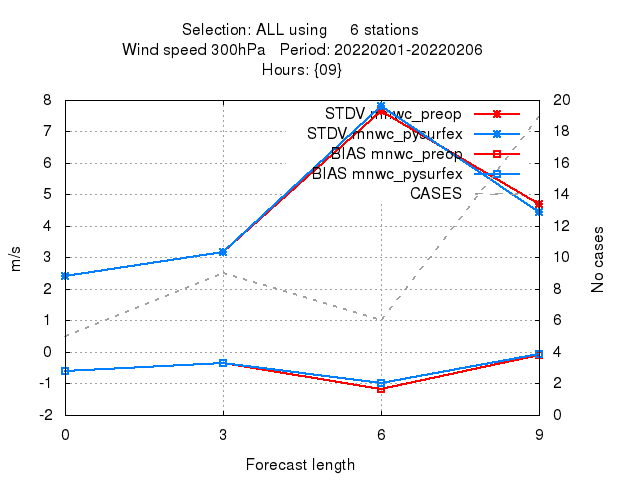 Selection: ALL using 6 stations
Wind speed 300hPa Period: 20220201-20220206
Hours: {09}
8
7
6
5
4
3
2
1
0
-1
-2
20
18
16
14
12
10
8
6
4
2
0
m/s
No cases
STDV mnwc_preop
STDV mnwc_pysurfex
BIAS mnwc_preop
BIAS mnwc_pysurfex
CASES
0 3 6 9
Forecast length